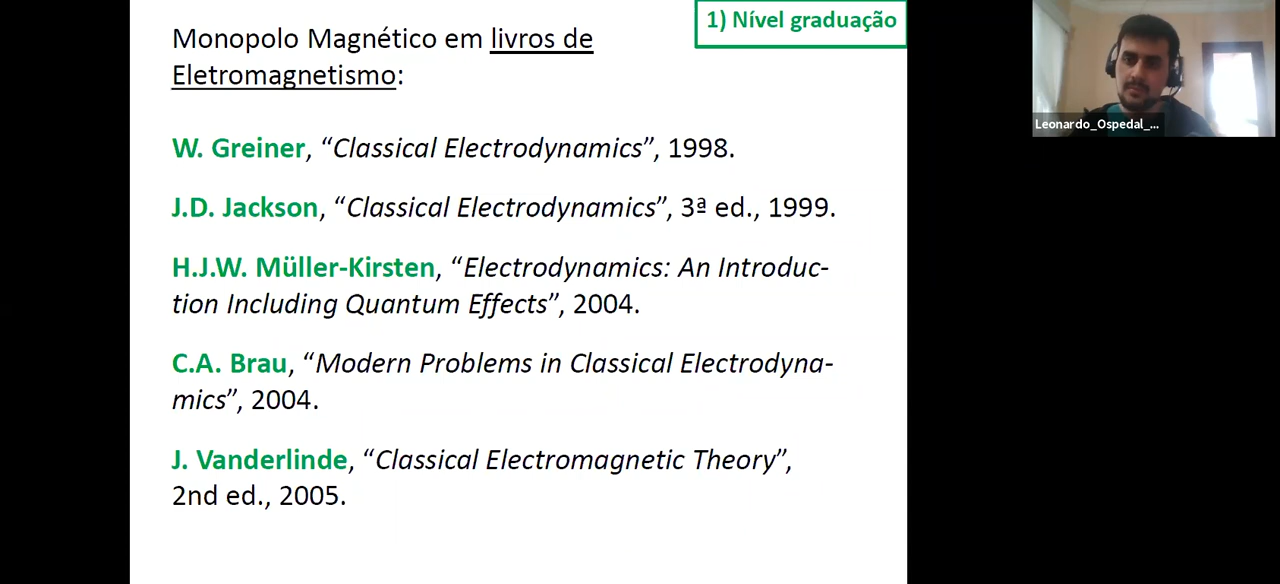 1) Nível graduação
Monopolo Magnético em livros de
Eletromagnetismo:
W. Greiner, “Classical Electrodynamics”, 1998.
J.D. Jackson, “Classical Electrodynamics”, 3ª ed., 1999.
H.J.W. Müller-Kirsten, “Electrodynamics: An Introduc-
tion Including Quantum Effects”, 2004.
C.A. Brau, “Modern Problems in Classical Electrodyna-
mics”, 2004.
J. Vanderlinde, “Classical Electromagnetic Theory”,
2nd ed., 2005.
Leonardo_Ospedal_...